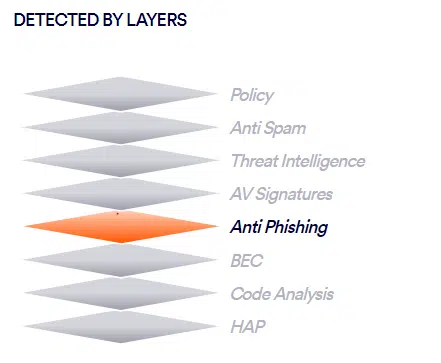 DETECTED BY LAYERS
Policy
Anti Spam
Threat Intelligence
AV Signatures
Anti Phishing
BEC
Code Analysis
HAP